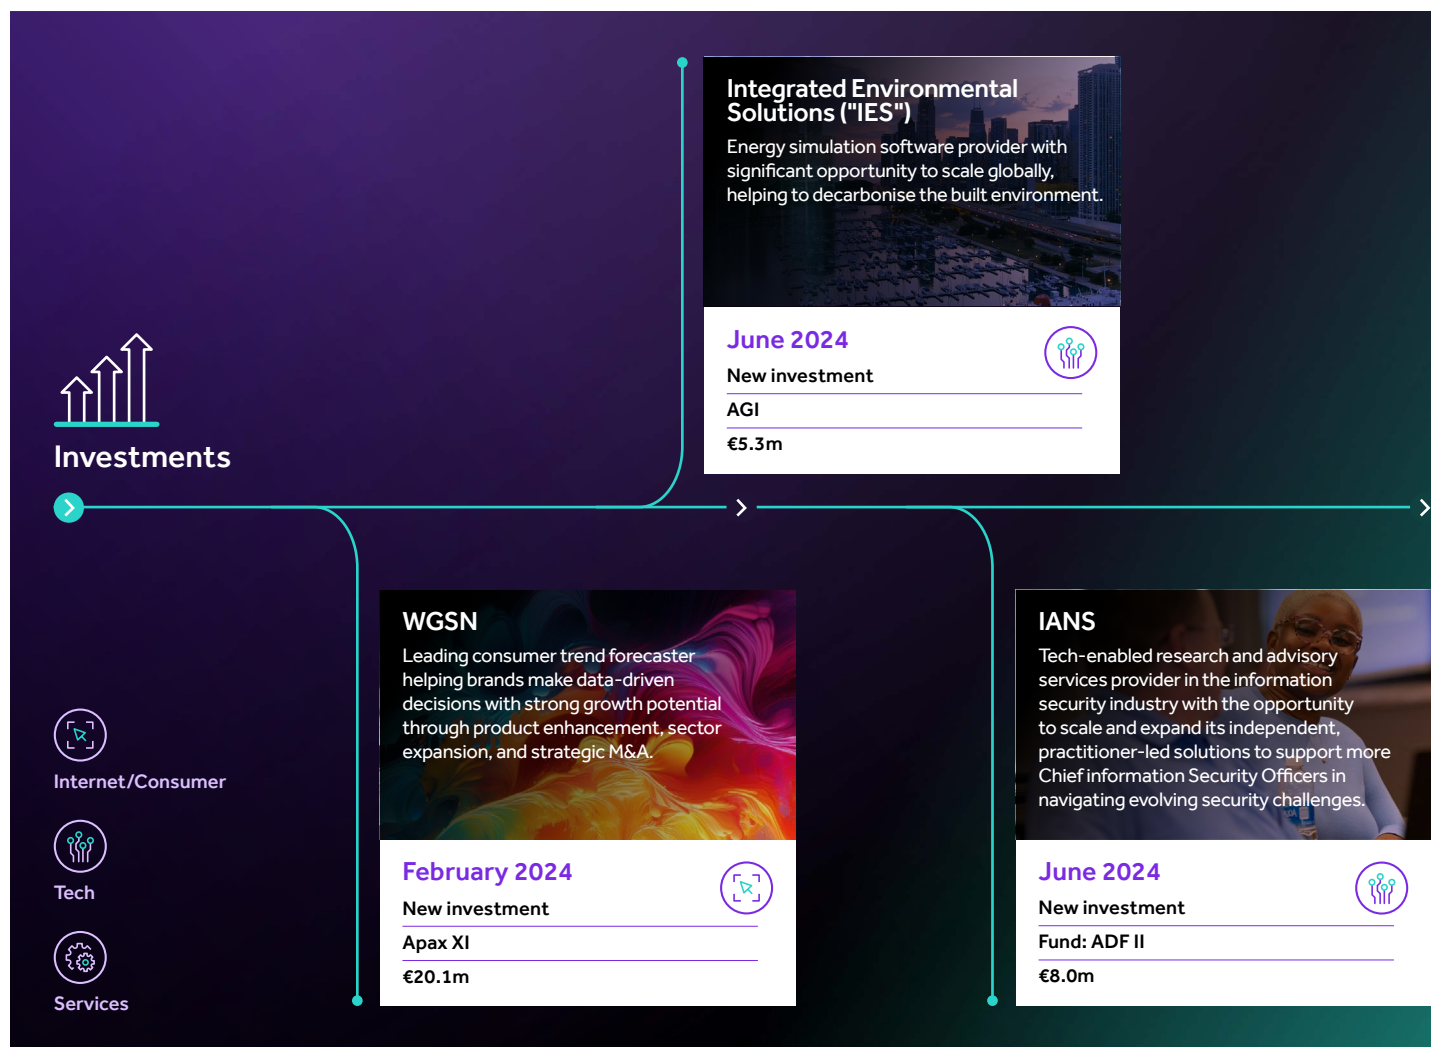 Integrated Environmental
Solutions ("IES")
Energy simulation software provider with
significant opportunity to scale globally,
helping to decarbonise the built environment.
June 2024
New investment
AGI
€5.3m
Investments
WGSN
Leading consumer trend forecaster
helping brands make data-driven
decisions with strong growth potential
through product enhancement, sector
expansion, and strategic M&A.
February 2024
New investment
Apax XI
€20.1m
IANS
Tech-enabled research and advisory
services provider in the information
security industry with the opportunity
to scale and expand its independent,
practitioner-led solutions to support more
Chief information Security Officers in
navigating evolving security challenges.
June 2024
New investment
Fund: ADF II
€8.0m
Internet/Consumer
Tech
Services